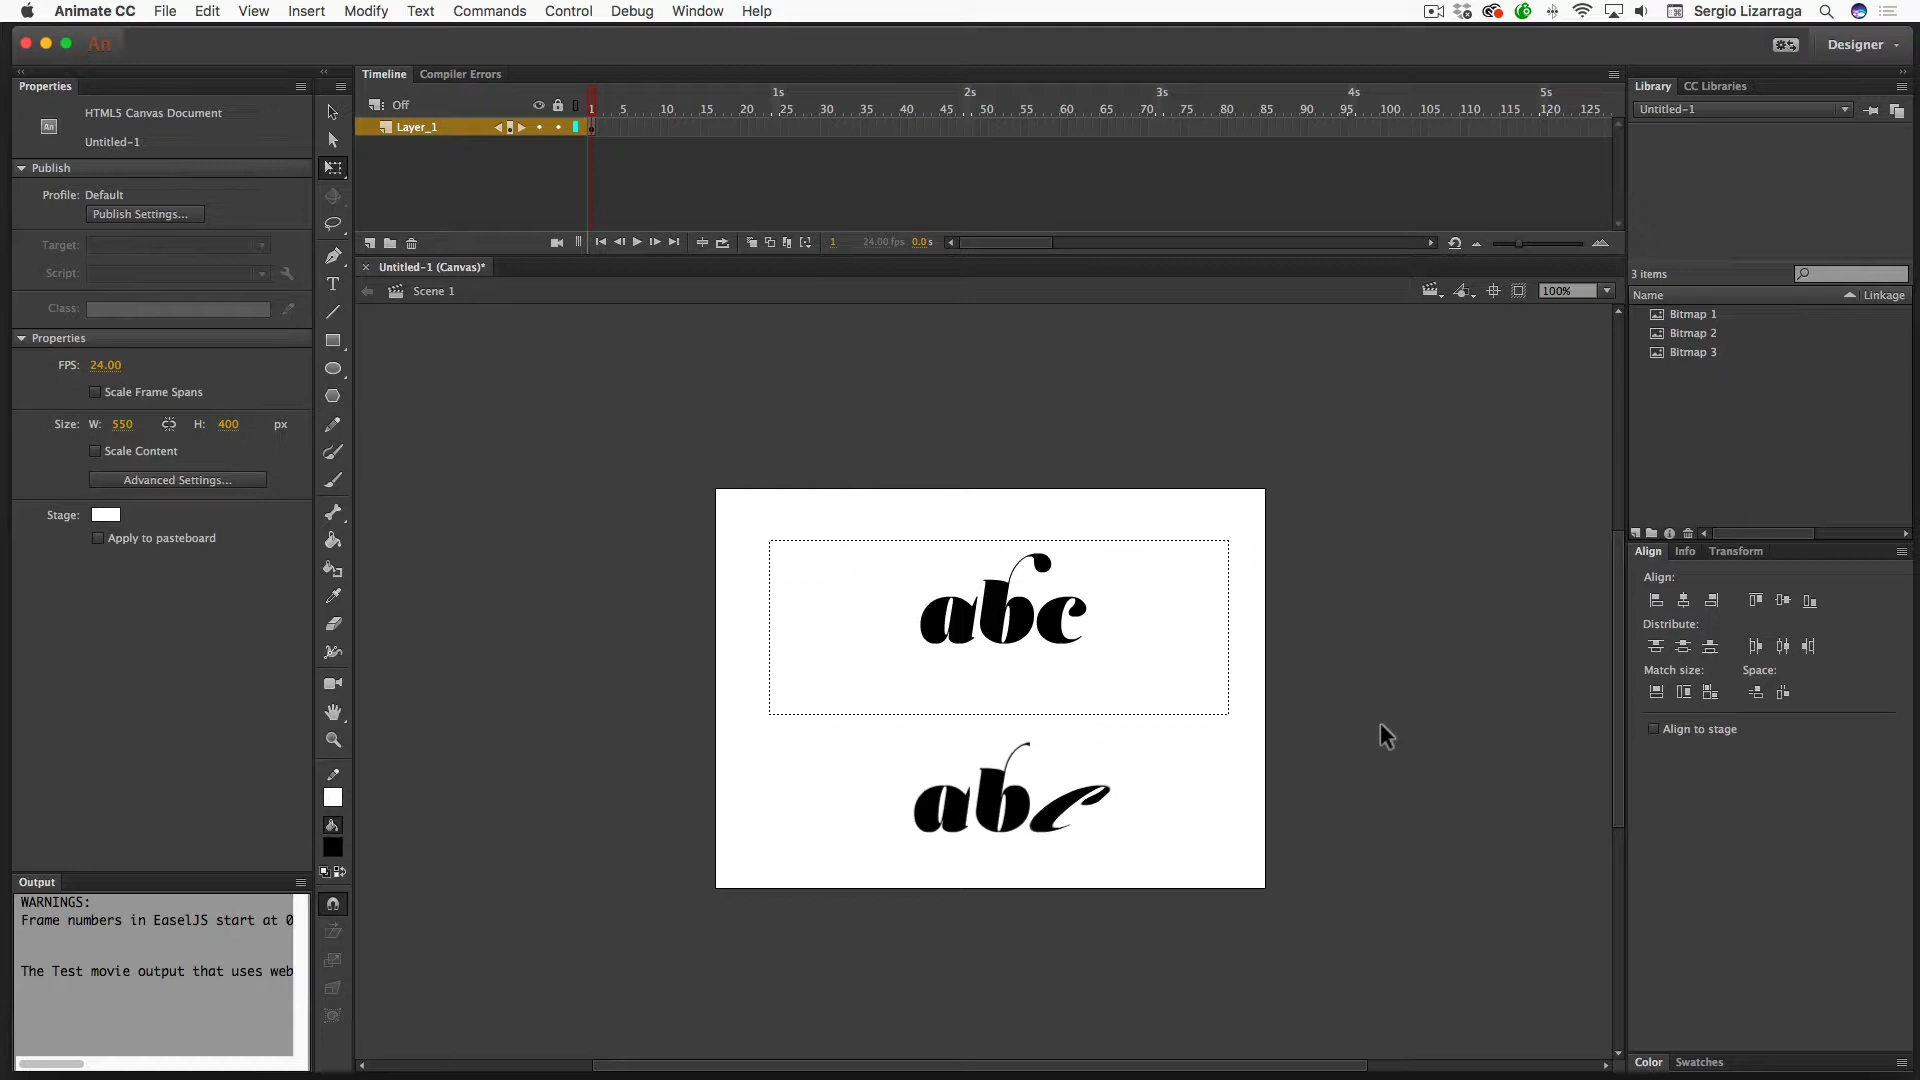 Animate CC File Edit View Insert Modify Text Commands Control Debug Window Help Sergio Lizarraga
An Designer
Properties
An
HTML5 Canvas Document
Untitled-1
Publish
Profile: Default
Publish Settings...
Target:
Script:
Class:
Properties
FPS: 24.00
Scale Frame Spans
Size: W: 550 H: 400 px
Scale Content
Advanced Settings...
Stage:
Apply to pasteboard
Output
WARNINGS:
Frame numbers in EaselJS start at 0
The Test movie output that uses web
Timeline Compiler Errors
1s 2s 3s 4s 5s
Off 1 5 10 15 20 25 30 35 40 45 50 55 60 65 70 75 80 85 90 95 100 105 110 115 120 125
Layer_1
1 24.00 fps 0.0 s
Untitled-1 (Canvas)*
Scene 1 100%
abc
abc
Library CC Libraries
Untitled-1
3 items
Name Linkage
Bitmap 1
Bitmap 2
Bitmap 3
Align Info Transform
Align:
Distribute:
Match size: Space:
Align to stage
Color Swatches